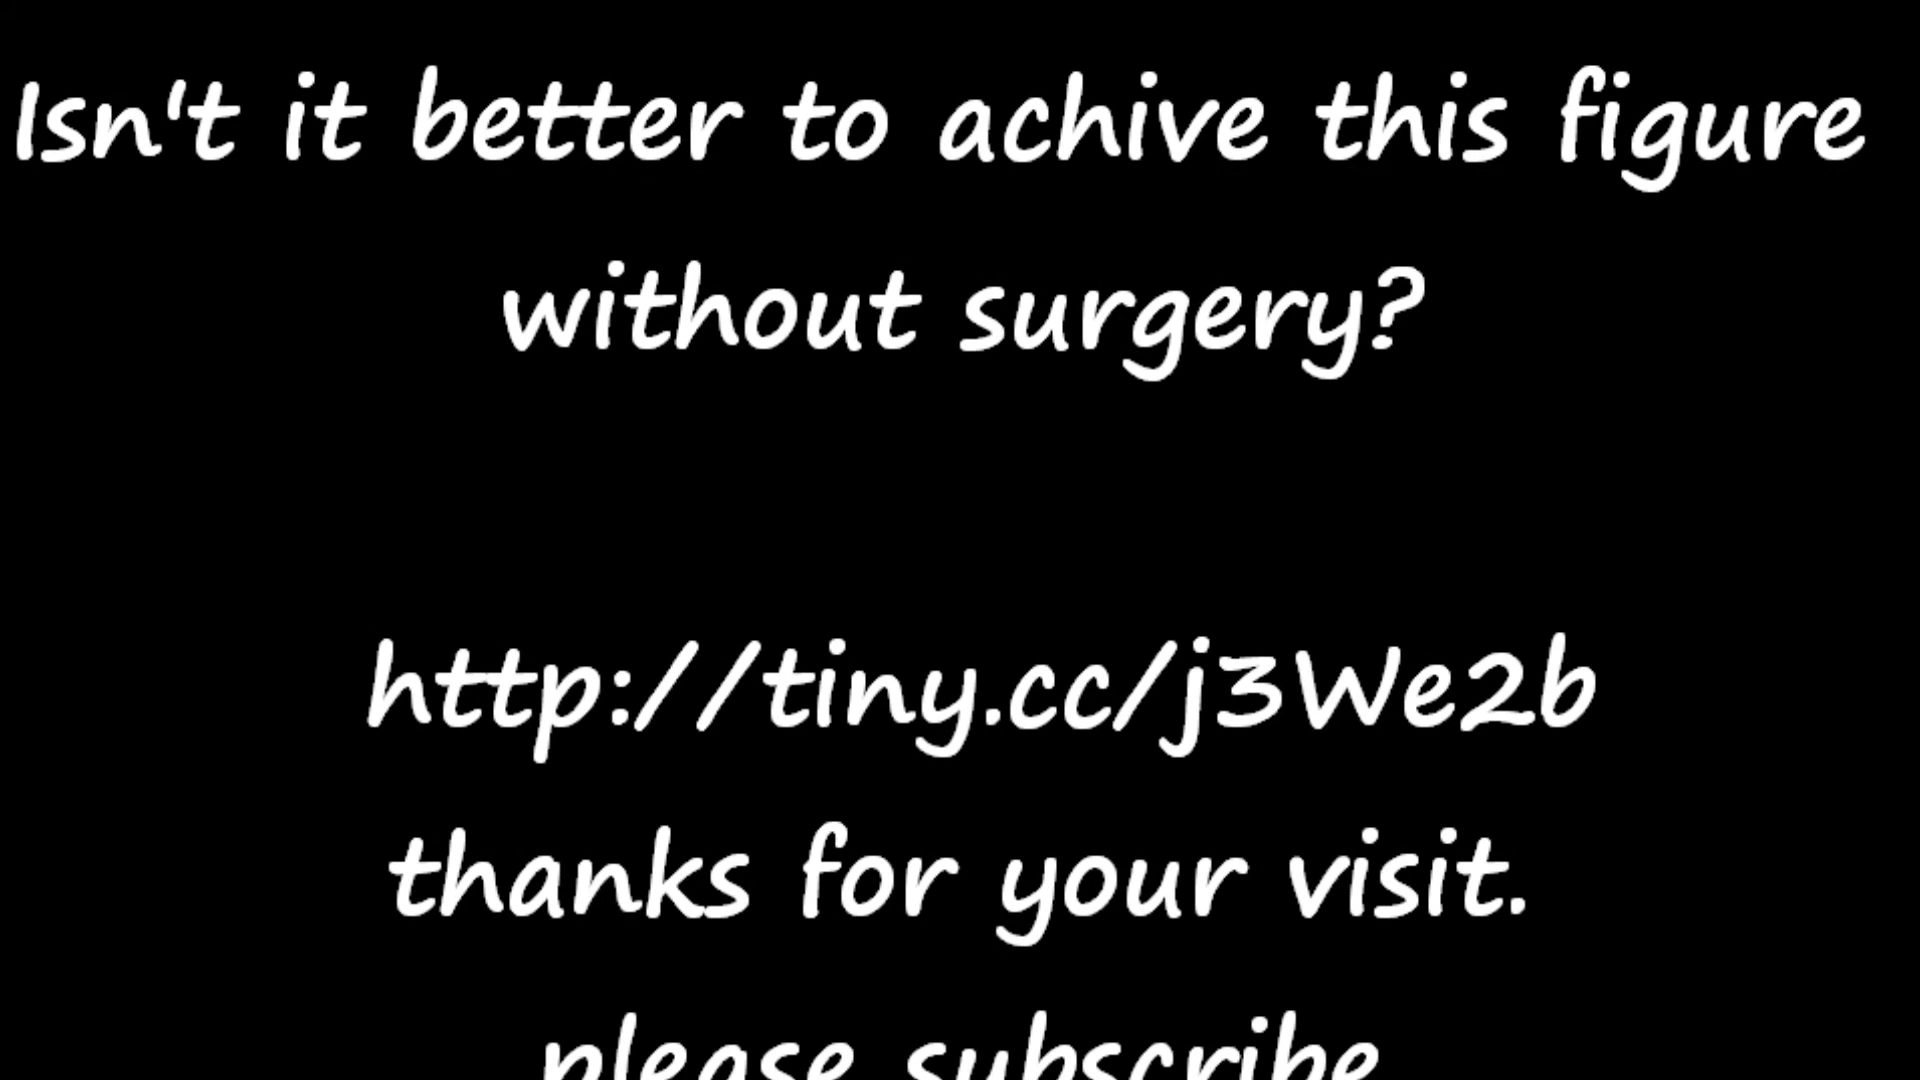 Isn't it better to achive this figure
without surgery?
http://tiny.cc/j3We2b
thanks for your visit.
please subscribe